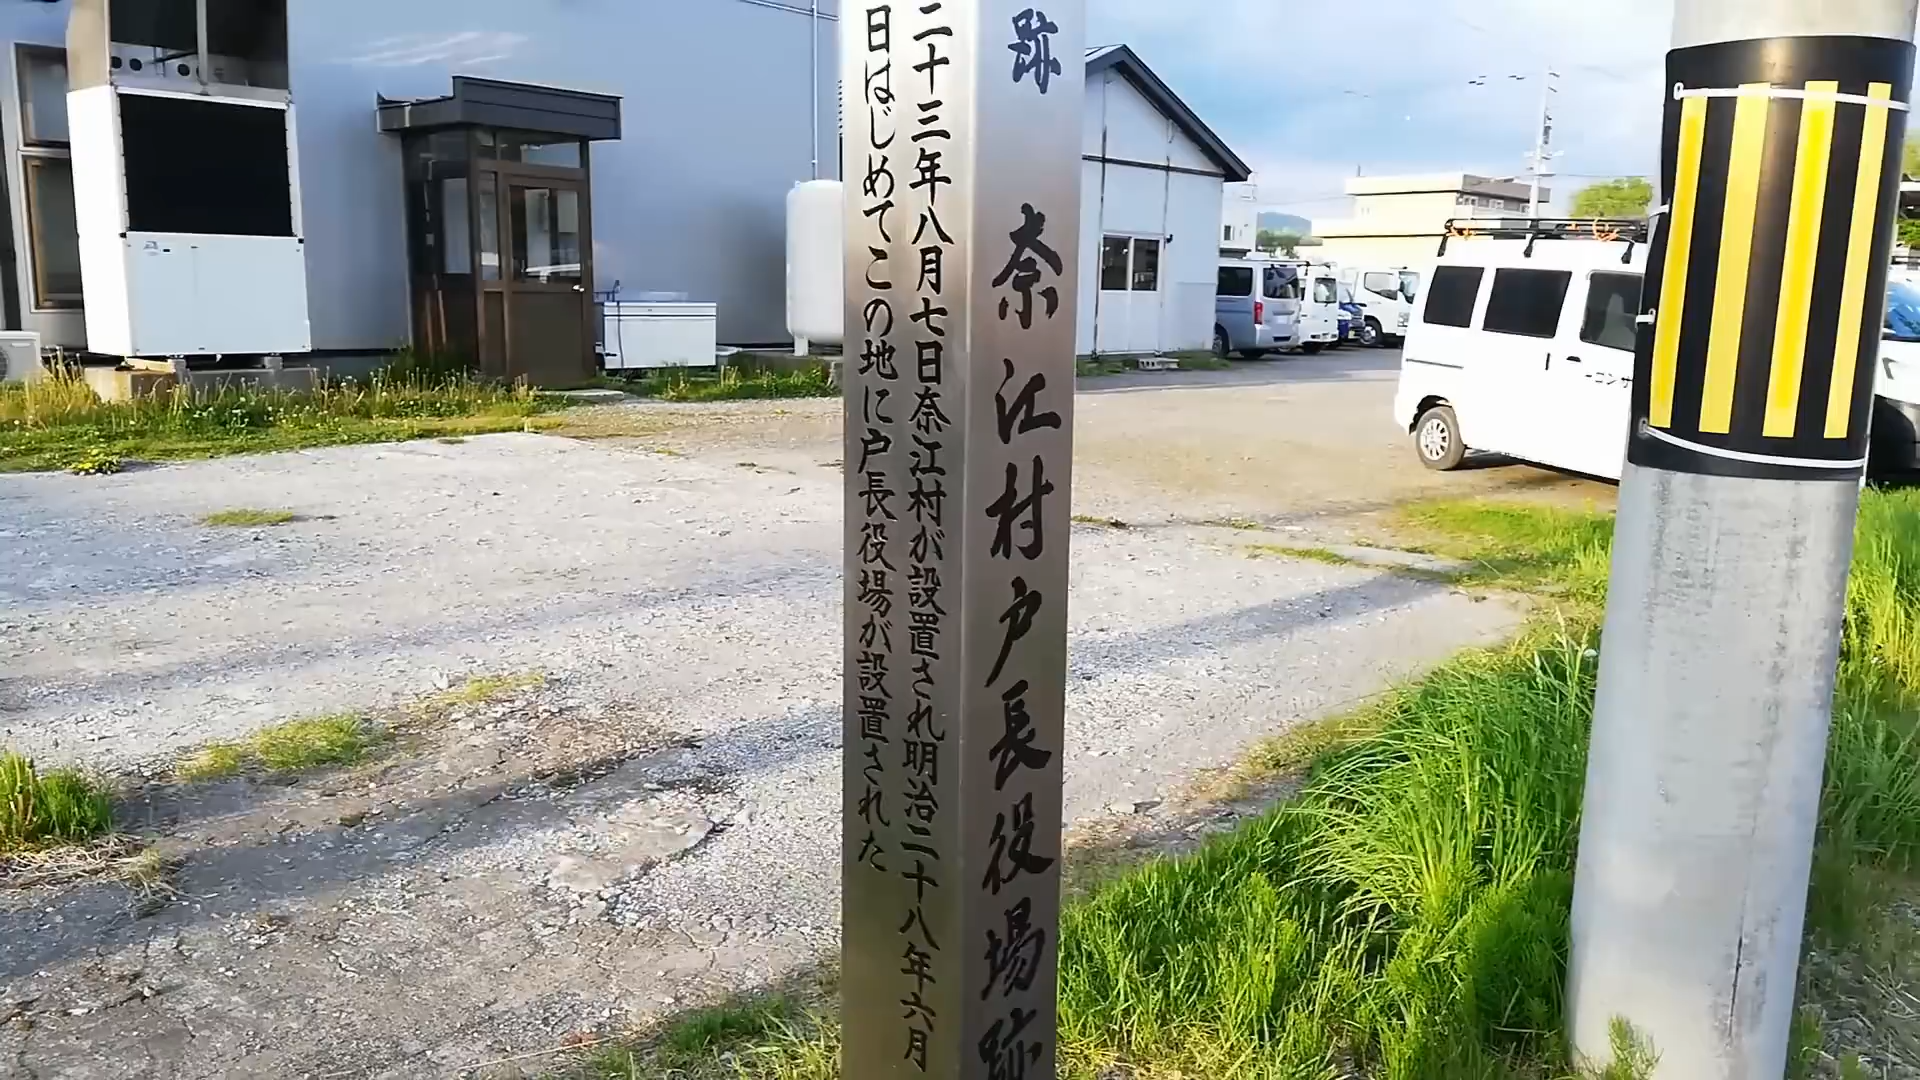 跡 奈江村戸長役場跡
二十三年八月七日奈江村が設置され明治二十八年六月
日はじめてこの地に戸長役場が設置された